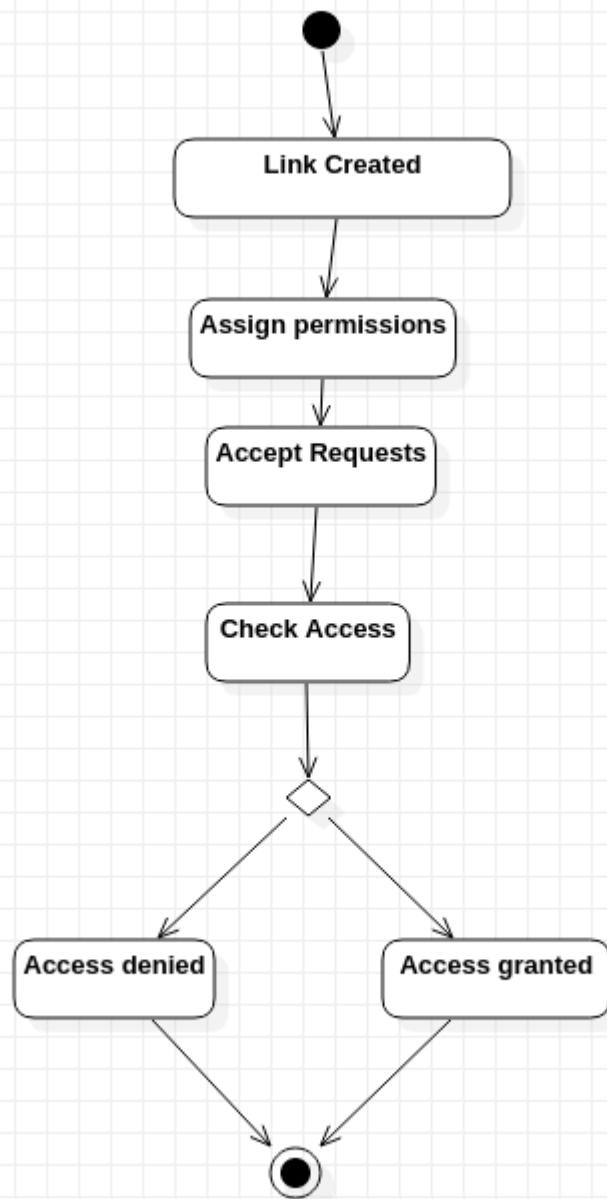 Link Created
Assign permissions
Accept Requests
Check Access
Access denied
Access granted